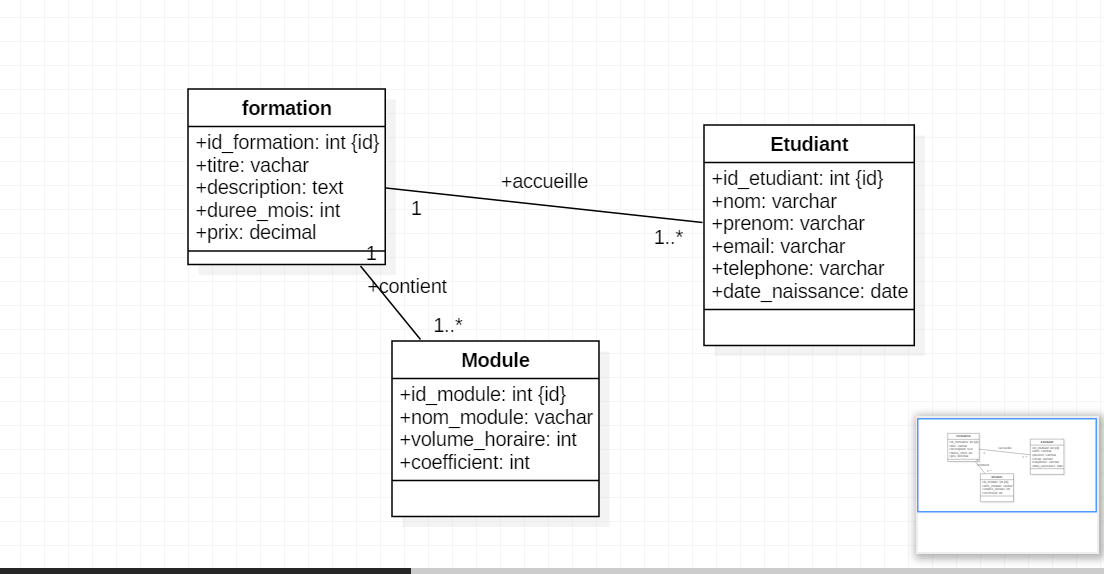 formation
+id_formation: int {id}
+titre: vachar
+description: text
+duree_mois: int
+prix: decimal
1
+accueille
1
1..*
Etudiant
+id_etudiant: int {id}
+nom: varchar
+prenom: varchar
+email: varchar
+telephone: varchar
+date_naissance: date
+contient
1..*
Module
+id_module: int {id}
+nom_module: vachar
+volume_horaire: int
+coefficient: int